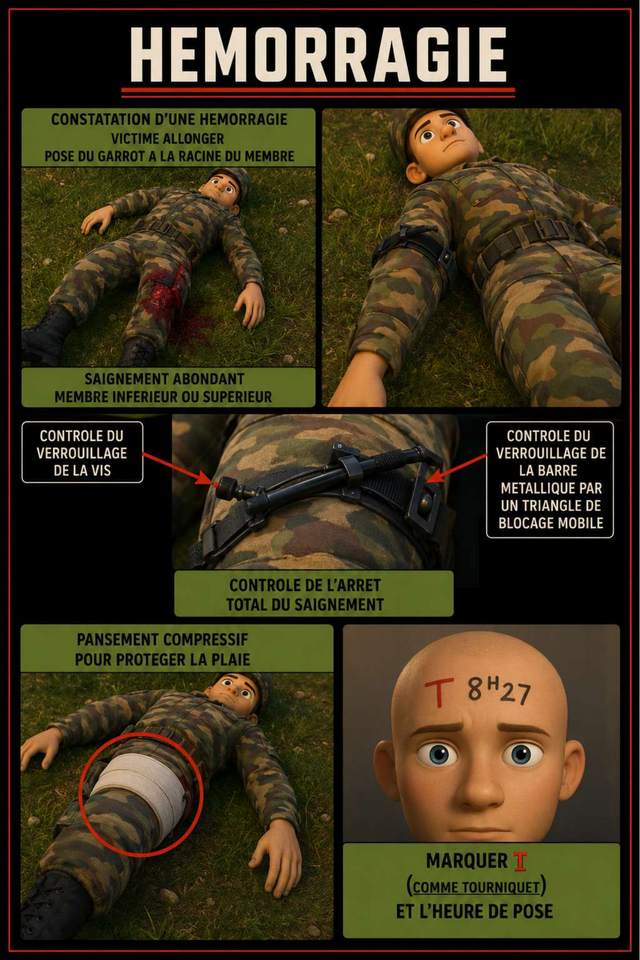 HEMORRAGIE
CONSTATATION D'UNE HEMORRAGIE
VICTIME ALLONGER
POSE DU GARROT A LA RACINE DU MEMBRE
SAIGNEMENT ABONDANT
MEMBRE INFERIEUR OU SUPERIEUR
CONTROLE DU
VERROUILLAGE
DE LA VIS
CONTROLE DU
VERROUILLAGE DE
LA BARRE
METALLIQUE PAR
UN TRIANGLE DE
BLOCAGE MOBILE
CONTROLE DE L'ARRET
TOTAL DU SAIGNEMENT
PANSEMENT COMPRESSIF
POUR PROTEGER LA PLAIE
T 8H27
MARQUER T
(COMME TOURNIQUET)
ET L'HEURE DE POSE